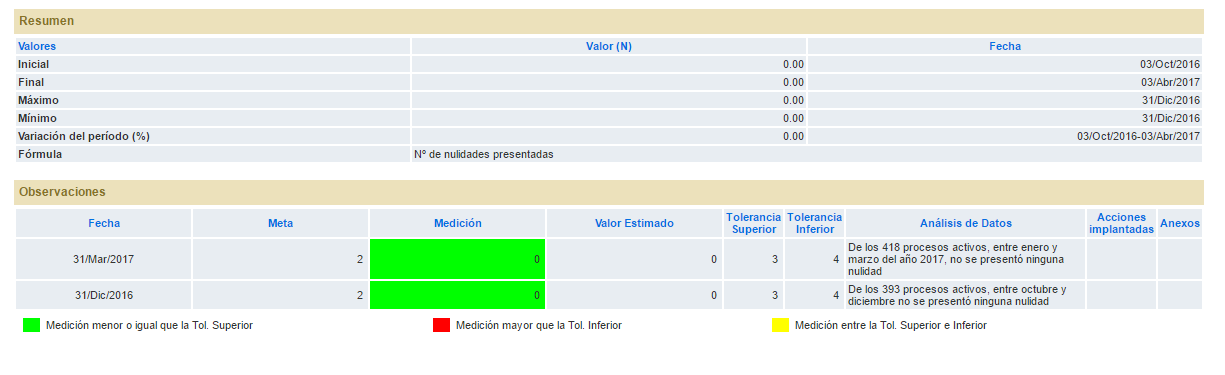 Resumen
Valores Valor (N) Fecha
Inicial 0.00 03/Oct/2016
Final 0.00 03/Abr/2017
Máximo 0.00 31/Dic/2016
Mínimo 0.00 31/Dic/2016
Variación del período (%) 0.00 03/Oct/2016-03/Abr/2017
Fórmula Nº de nulidades presentadas
Observaciones
Fecha Meta Medición Valor Estimado Tolerancia Superior Tolerancia Inferior Análisis de Datos Acciones implantadas Anexos
31/Mar/2017 2 0 0 3 4 De los 418 procesos activos, entre enero y
marzo del año 2017, no se presentó ninguna
nulidad
31/Dic/2016 2 0 0 3 4 De los 393 procesos activos, entre octubre y
diciembre no se presentó ninguna nulidad
Medición menor o igual que la Tol. Superior Medición mayor que la Tol. Inferior Medición entre la Tol. Superior e Inferior